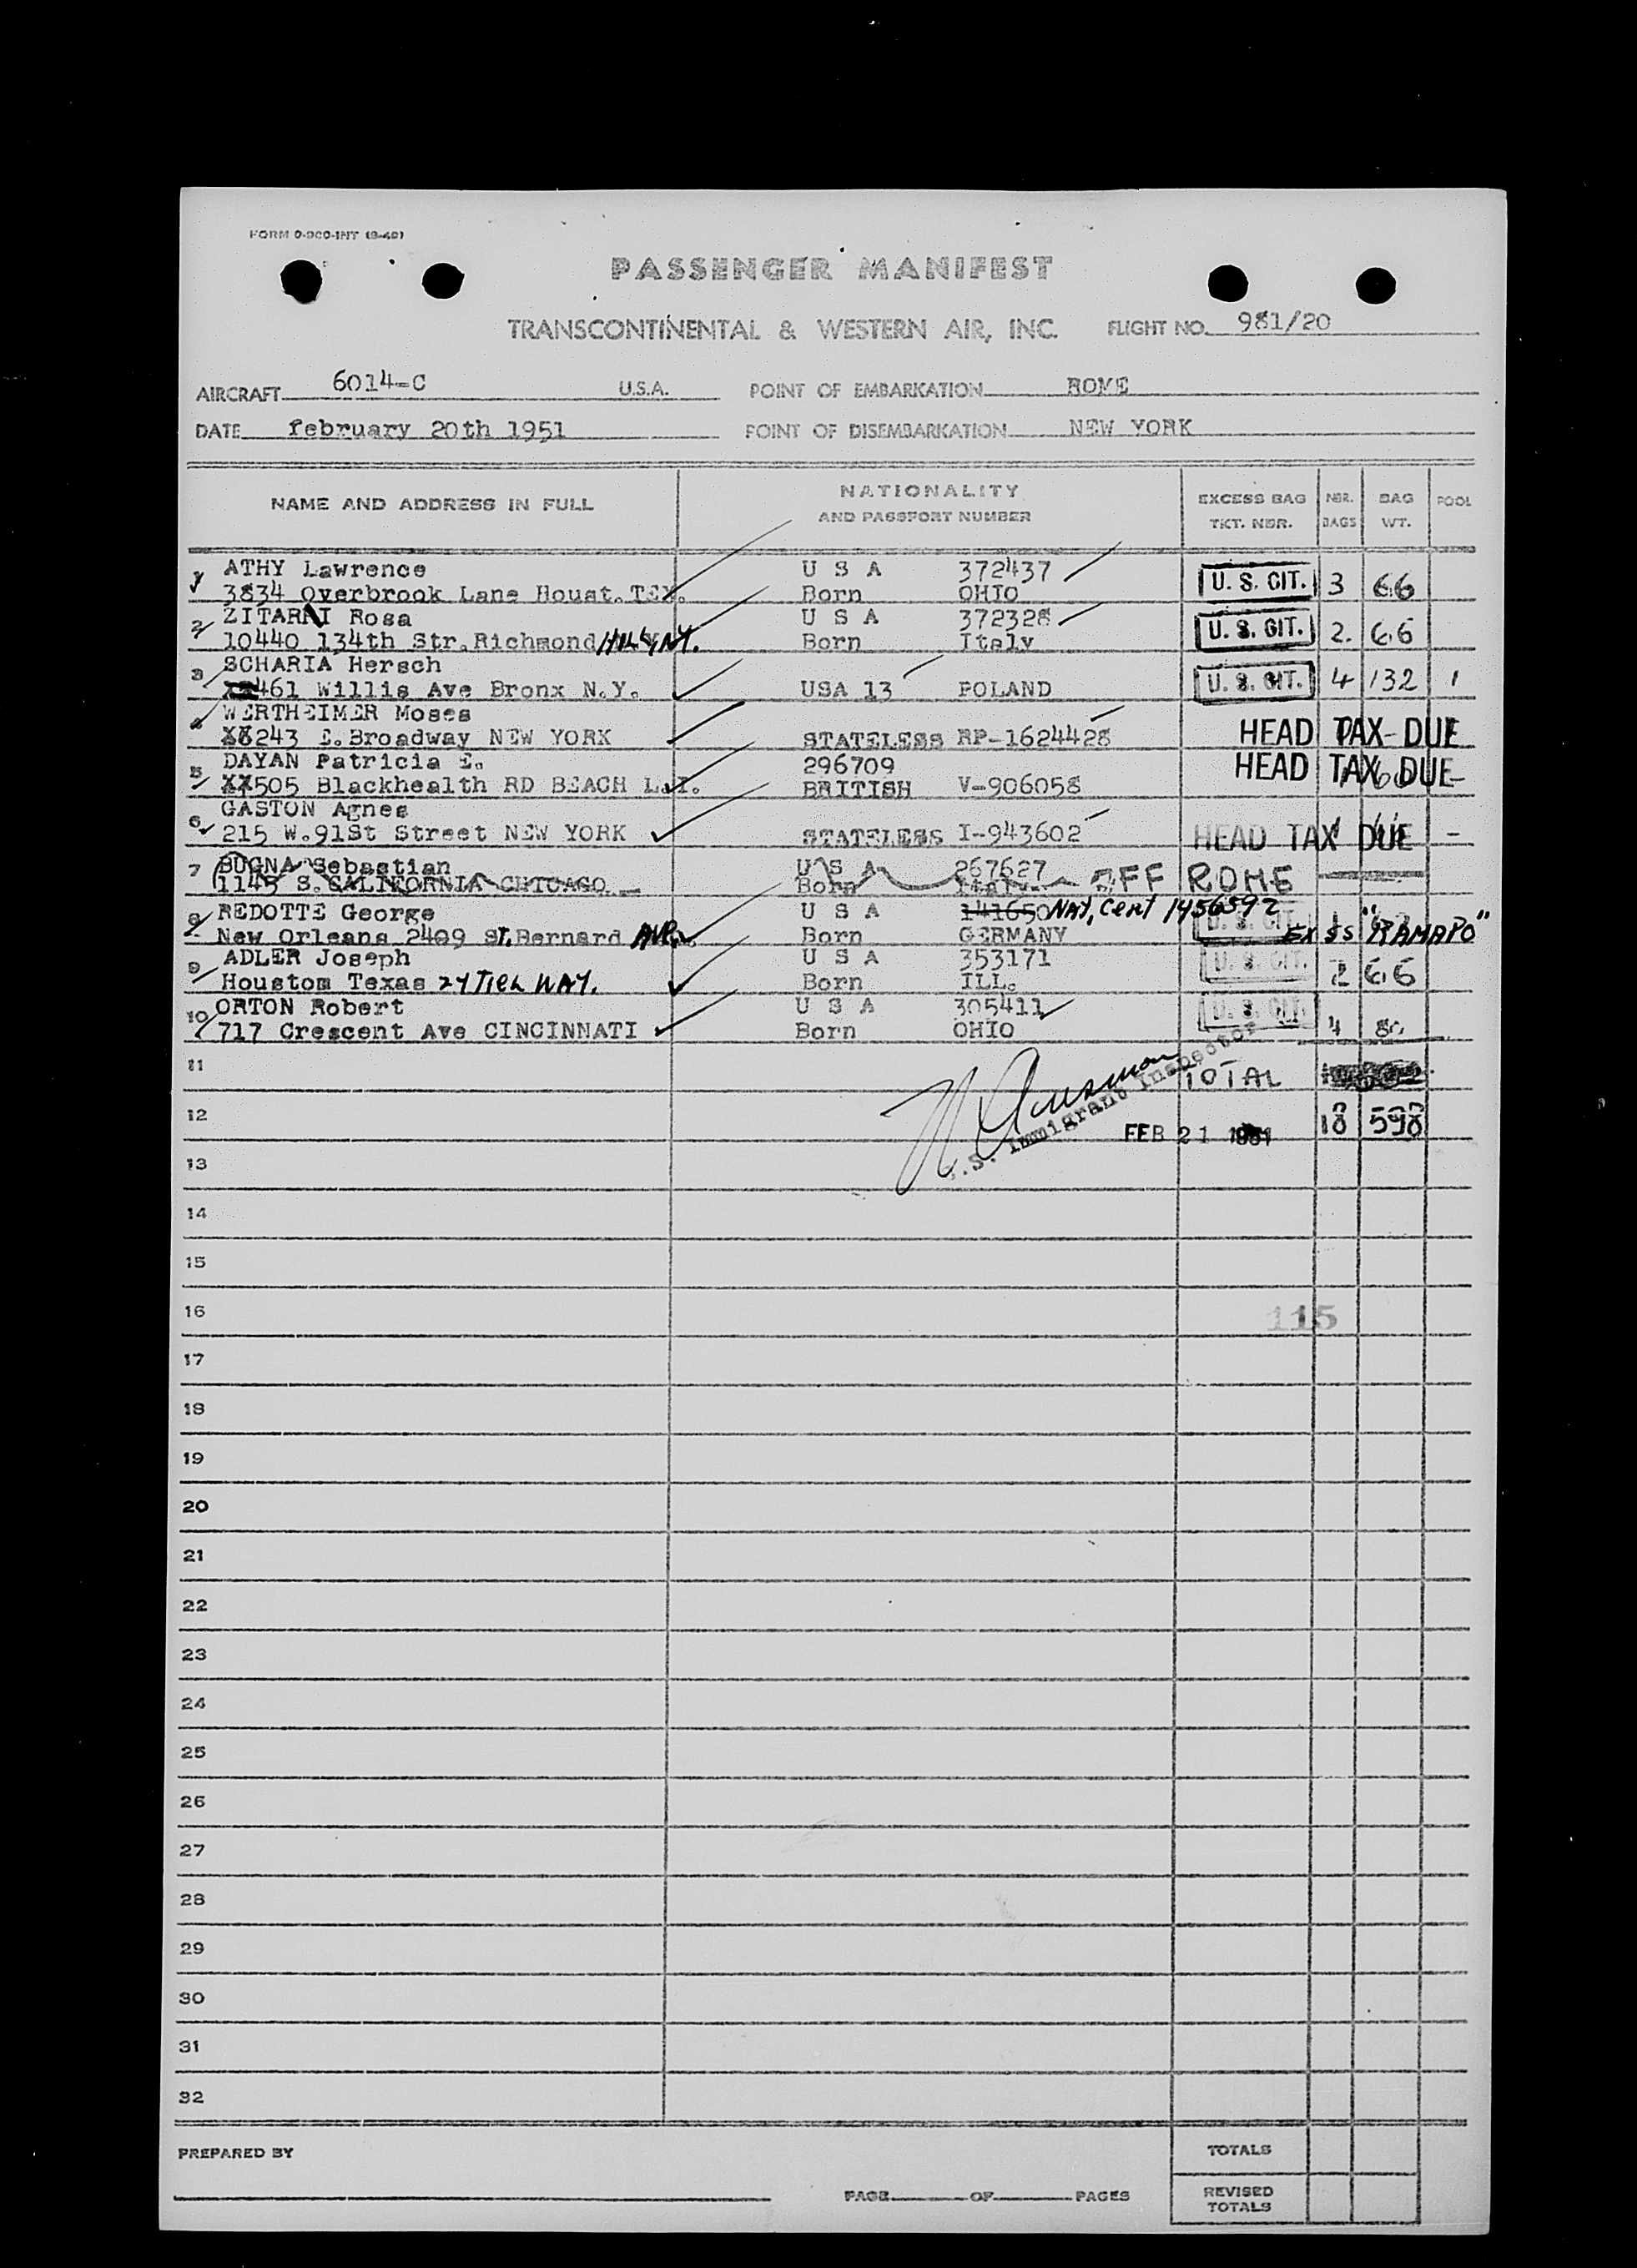 FORM 0-900-INT (3-49)
PASSENGER MANIFEST
TRANSCONTINENTAL & WESTERN AIR, INC. FLIGHT NO. 981/20
AIRCRAFT 6014-C U.S.A. POINT OF EMBARKATION ROME
DATE february 20th 1951 POINT OF DISEMBARKATION NEW YORK
NAME AND ADDRESS IN FULL NATIONALITY AND PASSPORT NUMBER EXCESS BAG TKT. NBR. NBR. BAGS BAG WT. POOL
1 ATHY Lawrence U S A 372437
3834 Overbrook Lane Houst. TEX. Born OHIO U. S. CIT. 3 66
2 ZITARNI Rosa U S A 372328
10440 134th Str.Richmond HILL NY. Born Italy U. S. CIT. 2. 66
3 SCHARIA Hersch
461 Willis Ave Bronx N.Y. USA 13 POLAND U. S. CIT. 4 132 1
4 WERTHEIMER Moses
243 E.Broadway NEW YORK STATELESS RP-1624428 HEAD TAX DUE
5 DAYAN Patricia E. 296709 HEAD TAX DUE
XX505 Blackhealth RD BEACH L.I. BRITISH V-906058
6 GASTON Agnes
215 W.91St Street NEW YORK STATELESS I-943602 HEAD TAX DUE -
7 BUGNA Sebastian U S A 267627
1145 S. CALIFORNIA CHICAGO Born Italy OFF ROME
8 REDOTTE George U S A 141650 NAT, Cert 1456592
New Orleans 2409 ST.Bernard AVE. Born GERMANY U. S. CIT. EX SS "RAMAPO"
9 ADLER Joseph U S A 353171
Houstom Texas 24 TIEL WAY. Born ILL. U. S. CIT. 2 66
10 ORTON Robert U S A 305411
717 Crescent Ave CINCINNATI Born OHIO U. S. CIT. 4 80
11 TOTAL
12 18 598
U.S. Immigrant Inspector
FEB 21 1951
13
14
15
16 115
17
18
19
20
21
22
23
24
25
26
27
28
29
30
31
32
PREPARED BY TOTALS
PAGE OF PAGES REVISED TOTALS